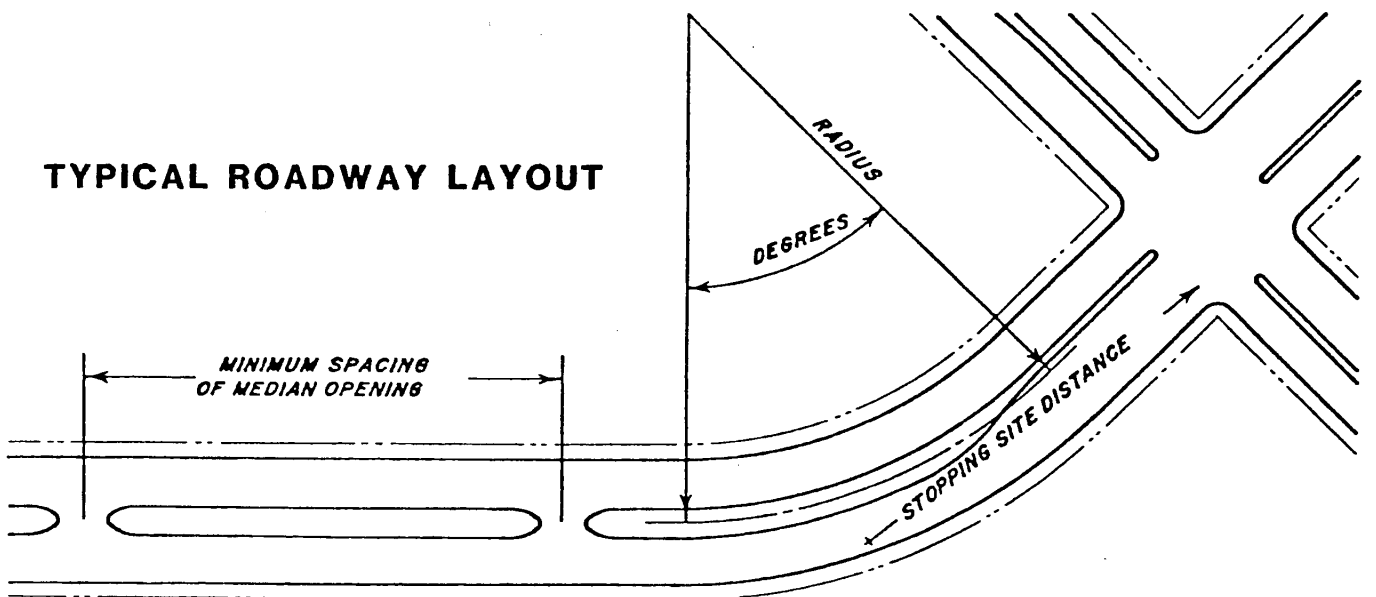 TYPICAL ROADWAY LAYOUT
RADIUS
DEGREES
MINIMUM SPACING
OF MEDIAN OPENING
STOPPING SITE DISTANCE